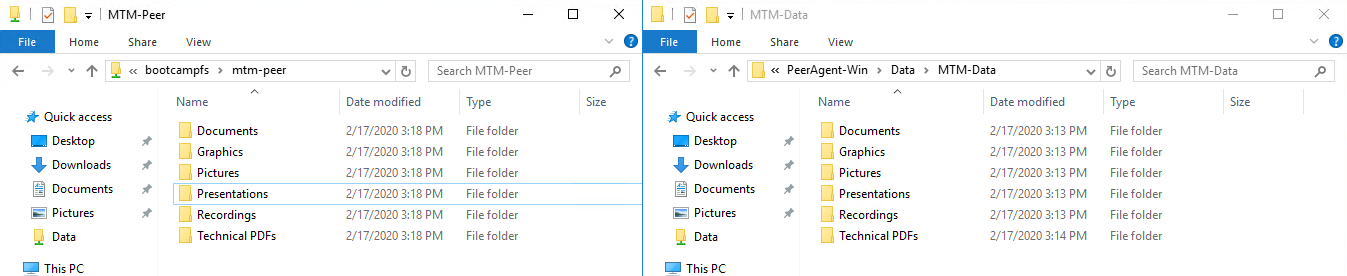 MTM-Peer
File Home Share View
bootcampfs mtm-peer Search MTM-Peer
Name Date modified Type Size
Quick access
Desktop
Downloads
Documents
Pictures
Data
This PC
Documents 2/17/2020 3:18 PM File folder
Graphics 2/17/2020 3:18 PM File folder
Pictures 2/17/2020 3:18 PM File folder
Presentations 2/17/2020 3:18 PM File folder
Recordings 2/17/2020 3:18 PM File folder
Technical PDFs 2/17/2020 3:18 PM File folder
MTM-Data
File Home Share View
PeerAgent-Win Data MTM-Data Search MTM-Data
Name Date modified Type Size
Quick access
Desktop
Downloads
Documents
Pictures
Data
This PC
Documents 2/17/2020 3:13 PM File folder
Graphics 2/17/2020 3:13 PM File folder
Pictures 2/17/2020 3:13 PM File folder
Presentations 2/17/2020 3:13 PM File folder
Recordings 2/17/2020 3:13 PM File folder
Technical PDFs 2/17/2020 3:14 PM File folder